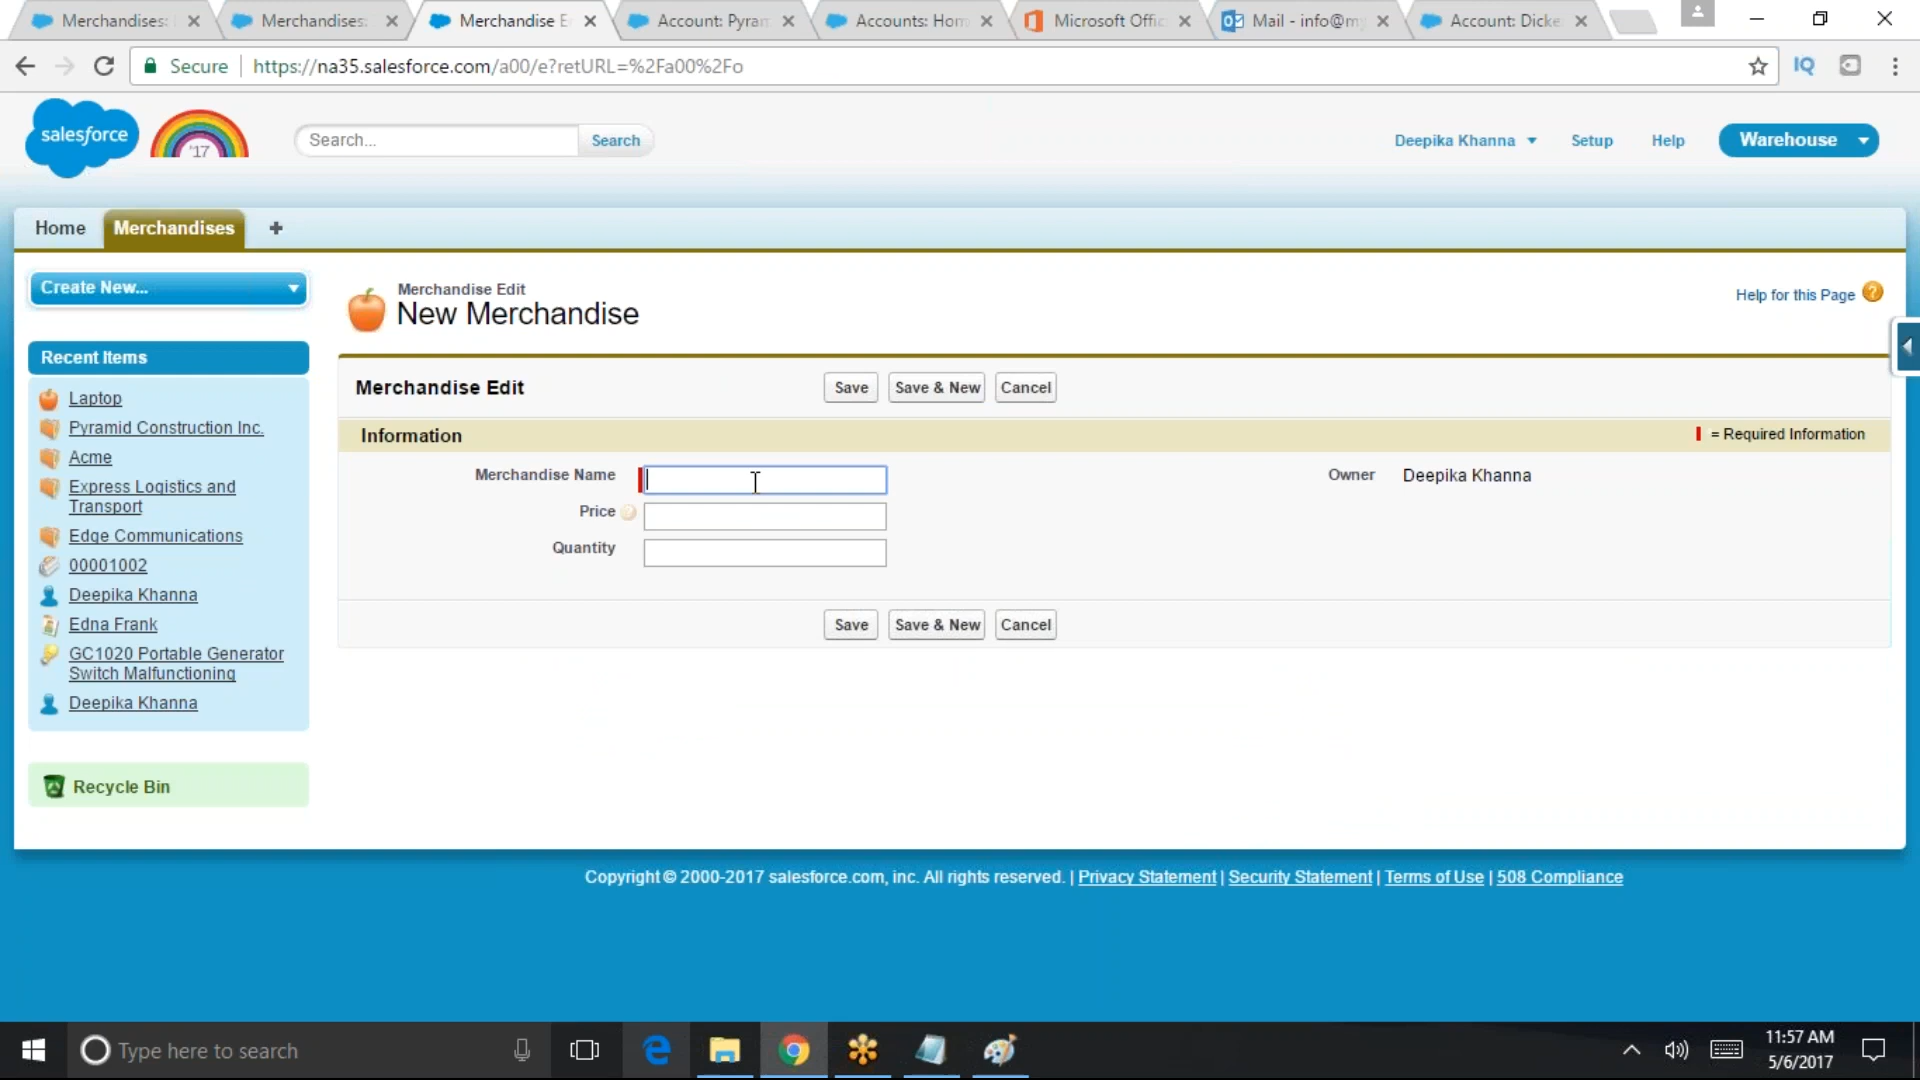 Merchandises:
Merchandises:
Merchandise E
Account: Pyram
Accounts: Hom
Microsoft Offic
Mail - info@my
Account: Dicke
Secure
https://na35.salesforce.com/a00/e?retURL=%2Fa00%2Fo
IQ
salesforce
'17
Search...
Search
Deepika Khanna
Setup
Help
Warehouse
Home
Merchandises
+
Create New...
Recent Items
Laptop
Pyramid Construction Inc.
Acme
Express Logistics and
Transport
Edge Communications
00001002
Deepika Khanna
Edna Frank
GC1020 Portable Generator
Switch Malfunctioning
Deepika Khanna
Recycle Bin
Merchandise Edit
New Merchandise
Help for this Page
Merchandise Edit
Save
Save & New
Cancel
Information
= Required Information
Merchandise Name
Owner
Deepika Khanna
Price
Quantity
Save
Save & New
Cancel
Copyright © 2000-2017 salesforce.com, inc. All rights reserved. | Privacy Statement | Security Statement | Terms of Use | 508 Compliance
Type here to search
11:57 AM
5/6/2017